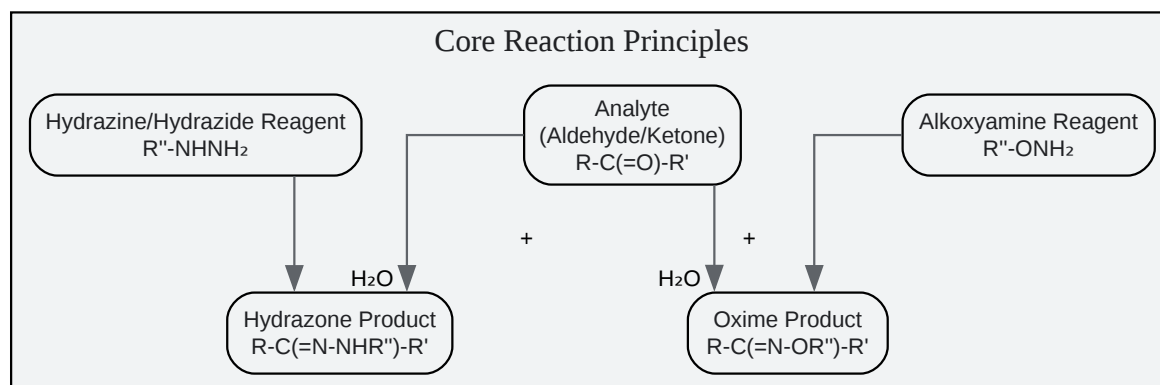 Core Reaction Principles
Hydrazine/Hydrazide Reagent
R"-NHNH₂
Analyte
(Aldehyde/Ketone)
R-C(=O)-R'
Alkoxyamine Reagent
R"-ONH₂
+
+
H₂O
H₂O
Hydrazone Product
R-C(=N-NHR")-R'
Oxime Product
R-C(=N-OR")-R'